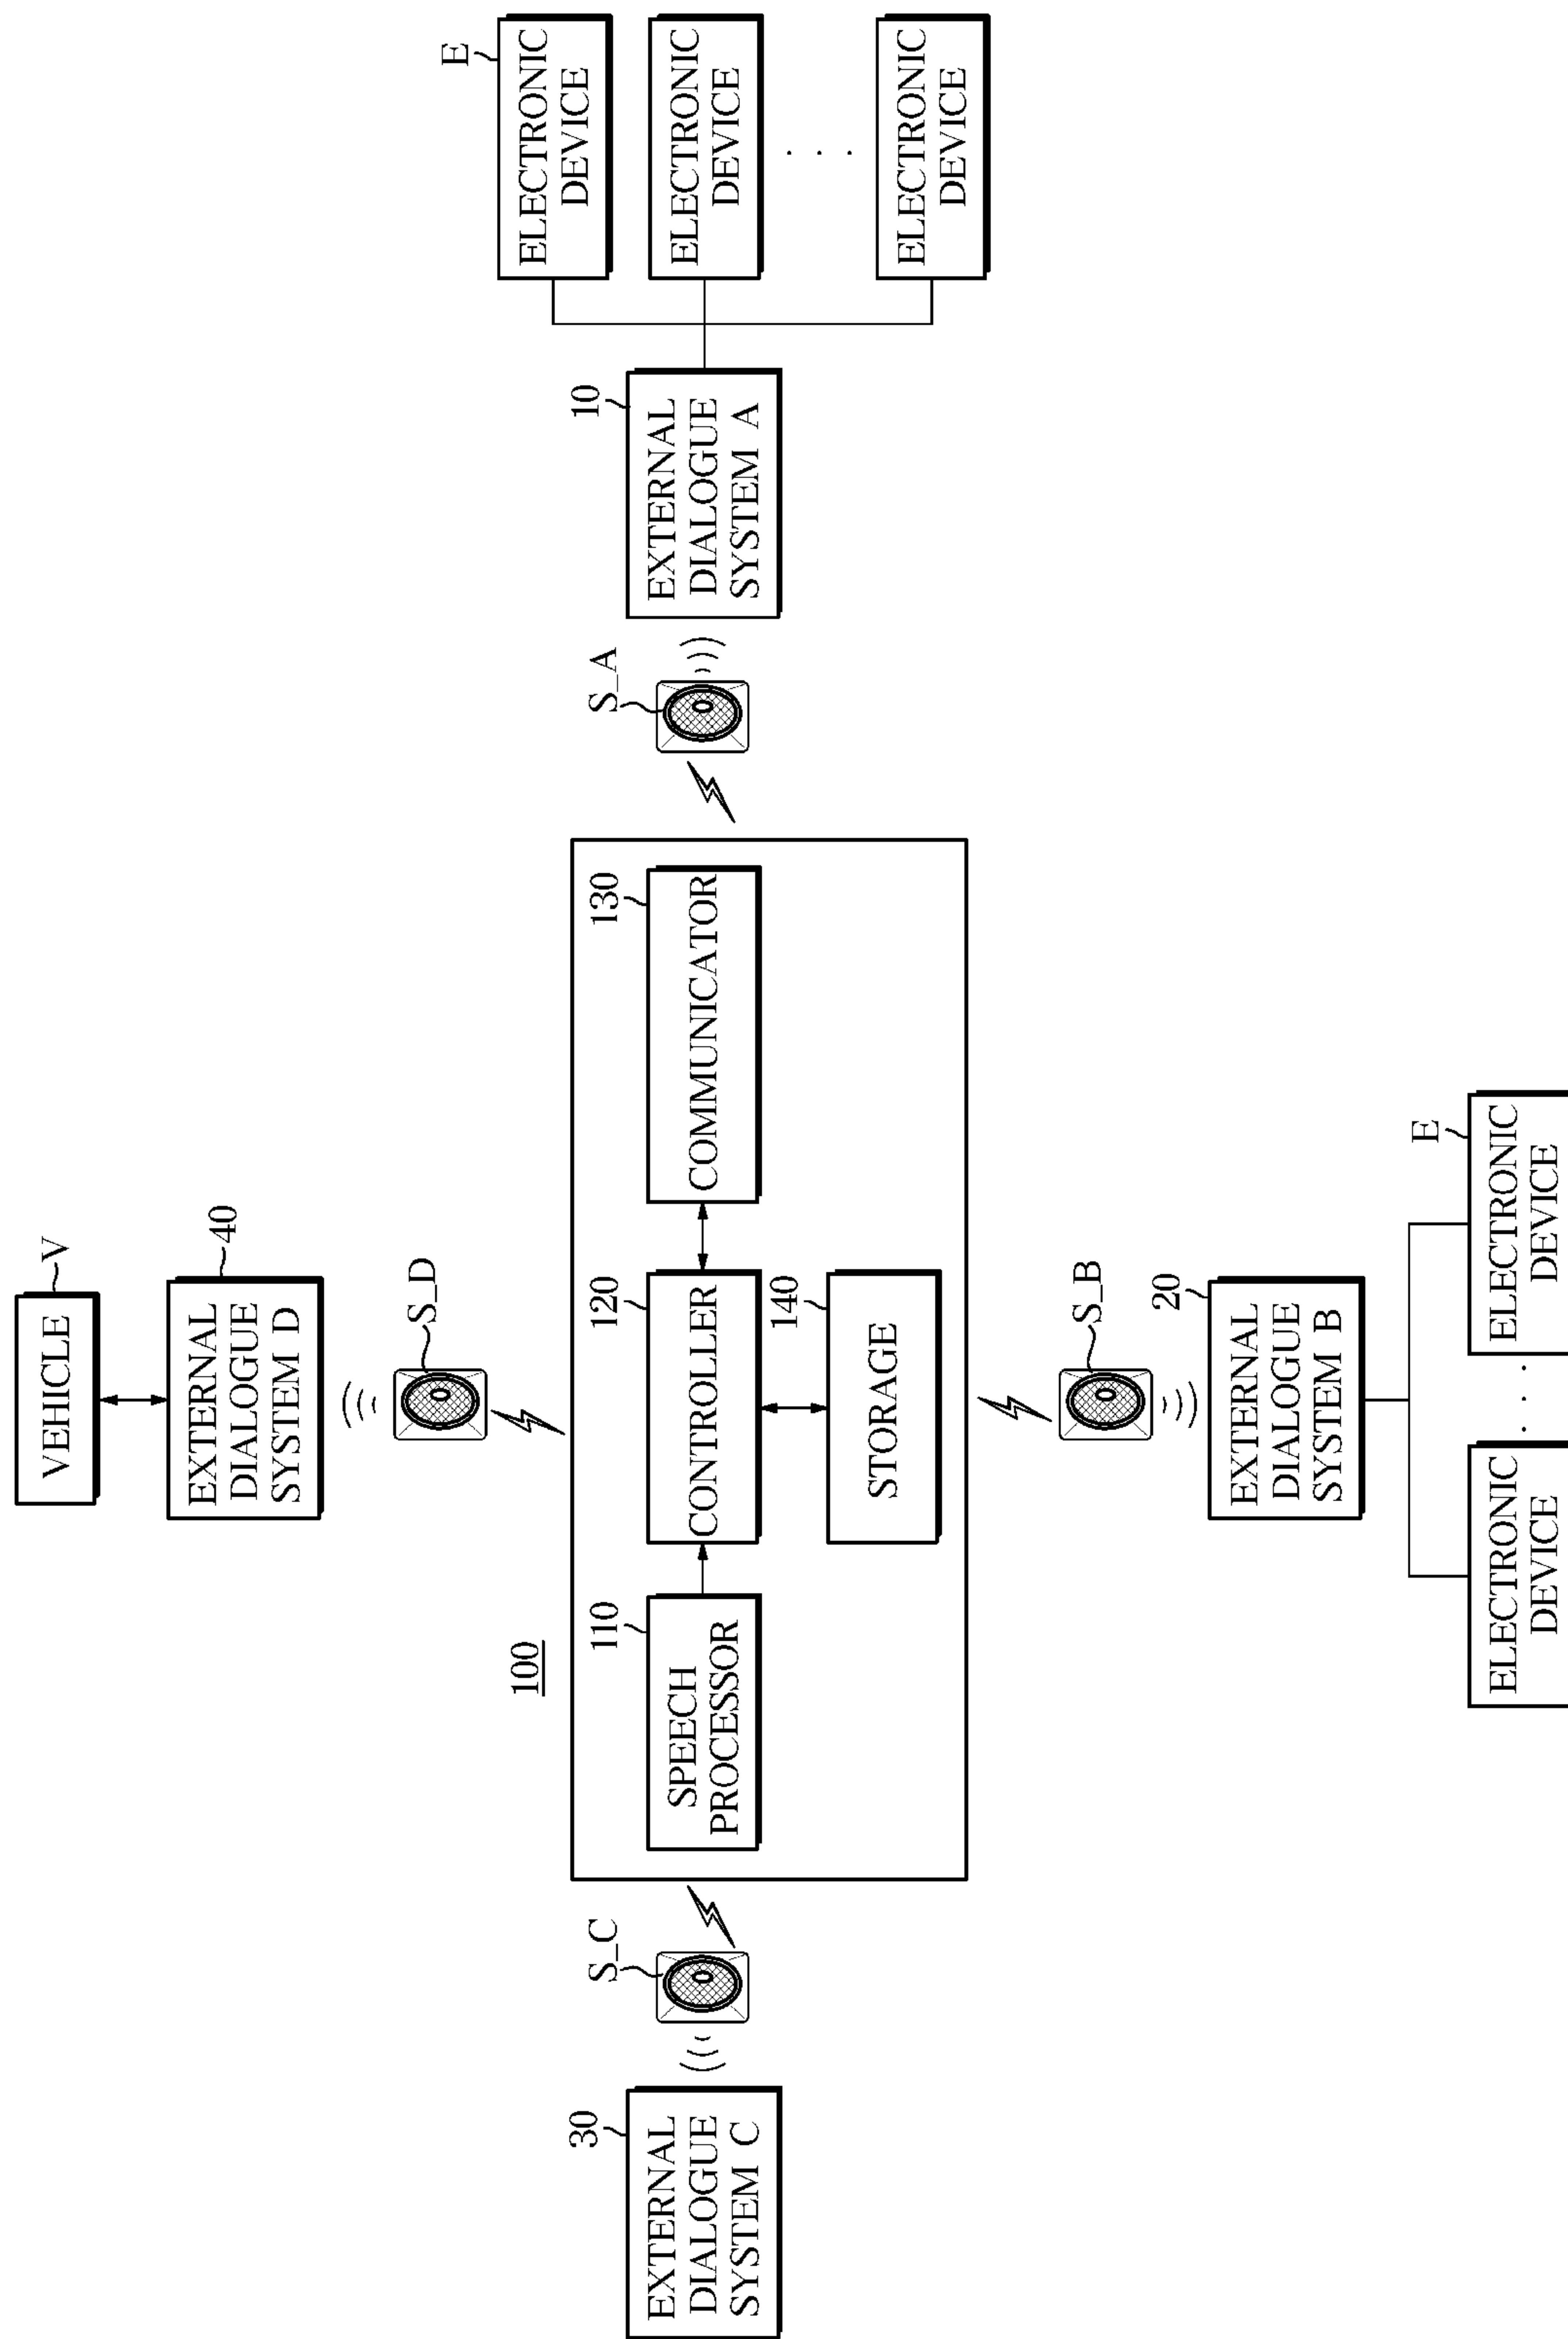 VEHICLE
V
EXTERNAL
DIALOGUE
SYSTEM D
40
S_D
100
EXTERNAL
DIALOGUE
SYSTEM C
30
S_C
SPEECH
PROCESSOR
110
CONTROLLER
120
COMMUNICATOR
130
STORAGE
140
S_A
EXTERNAL
DIALOGUE
SYSTEM A
10
ELECTRONIC
DEVICE
E
ELECTRONIC
DEVICE
. . .
ELECTRONIC
DEVICE
S_B
EXTERNAL
DIALOGUE
SYSTEM B
20
ELECTRONIC
DEVICE
. . .
ELECTRONIC
DEVICE
E